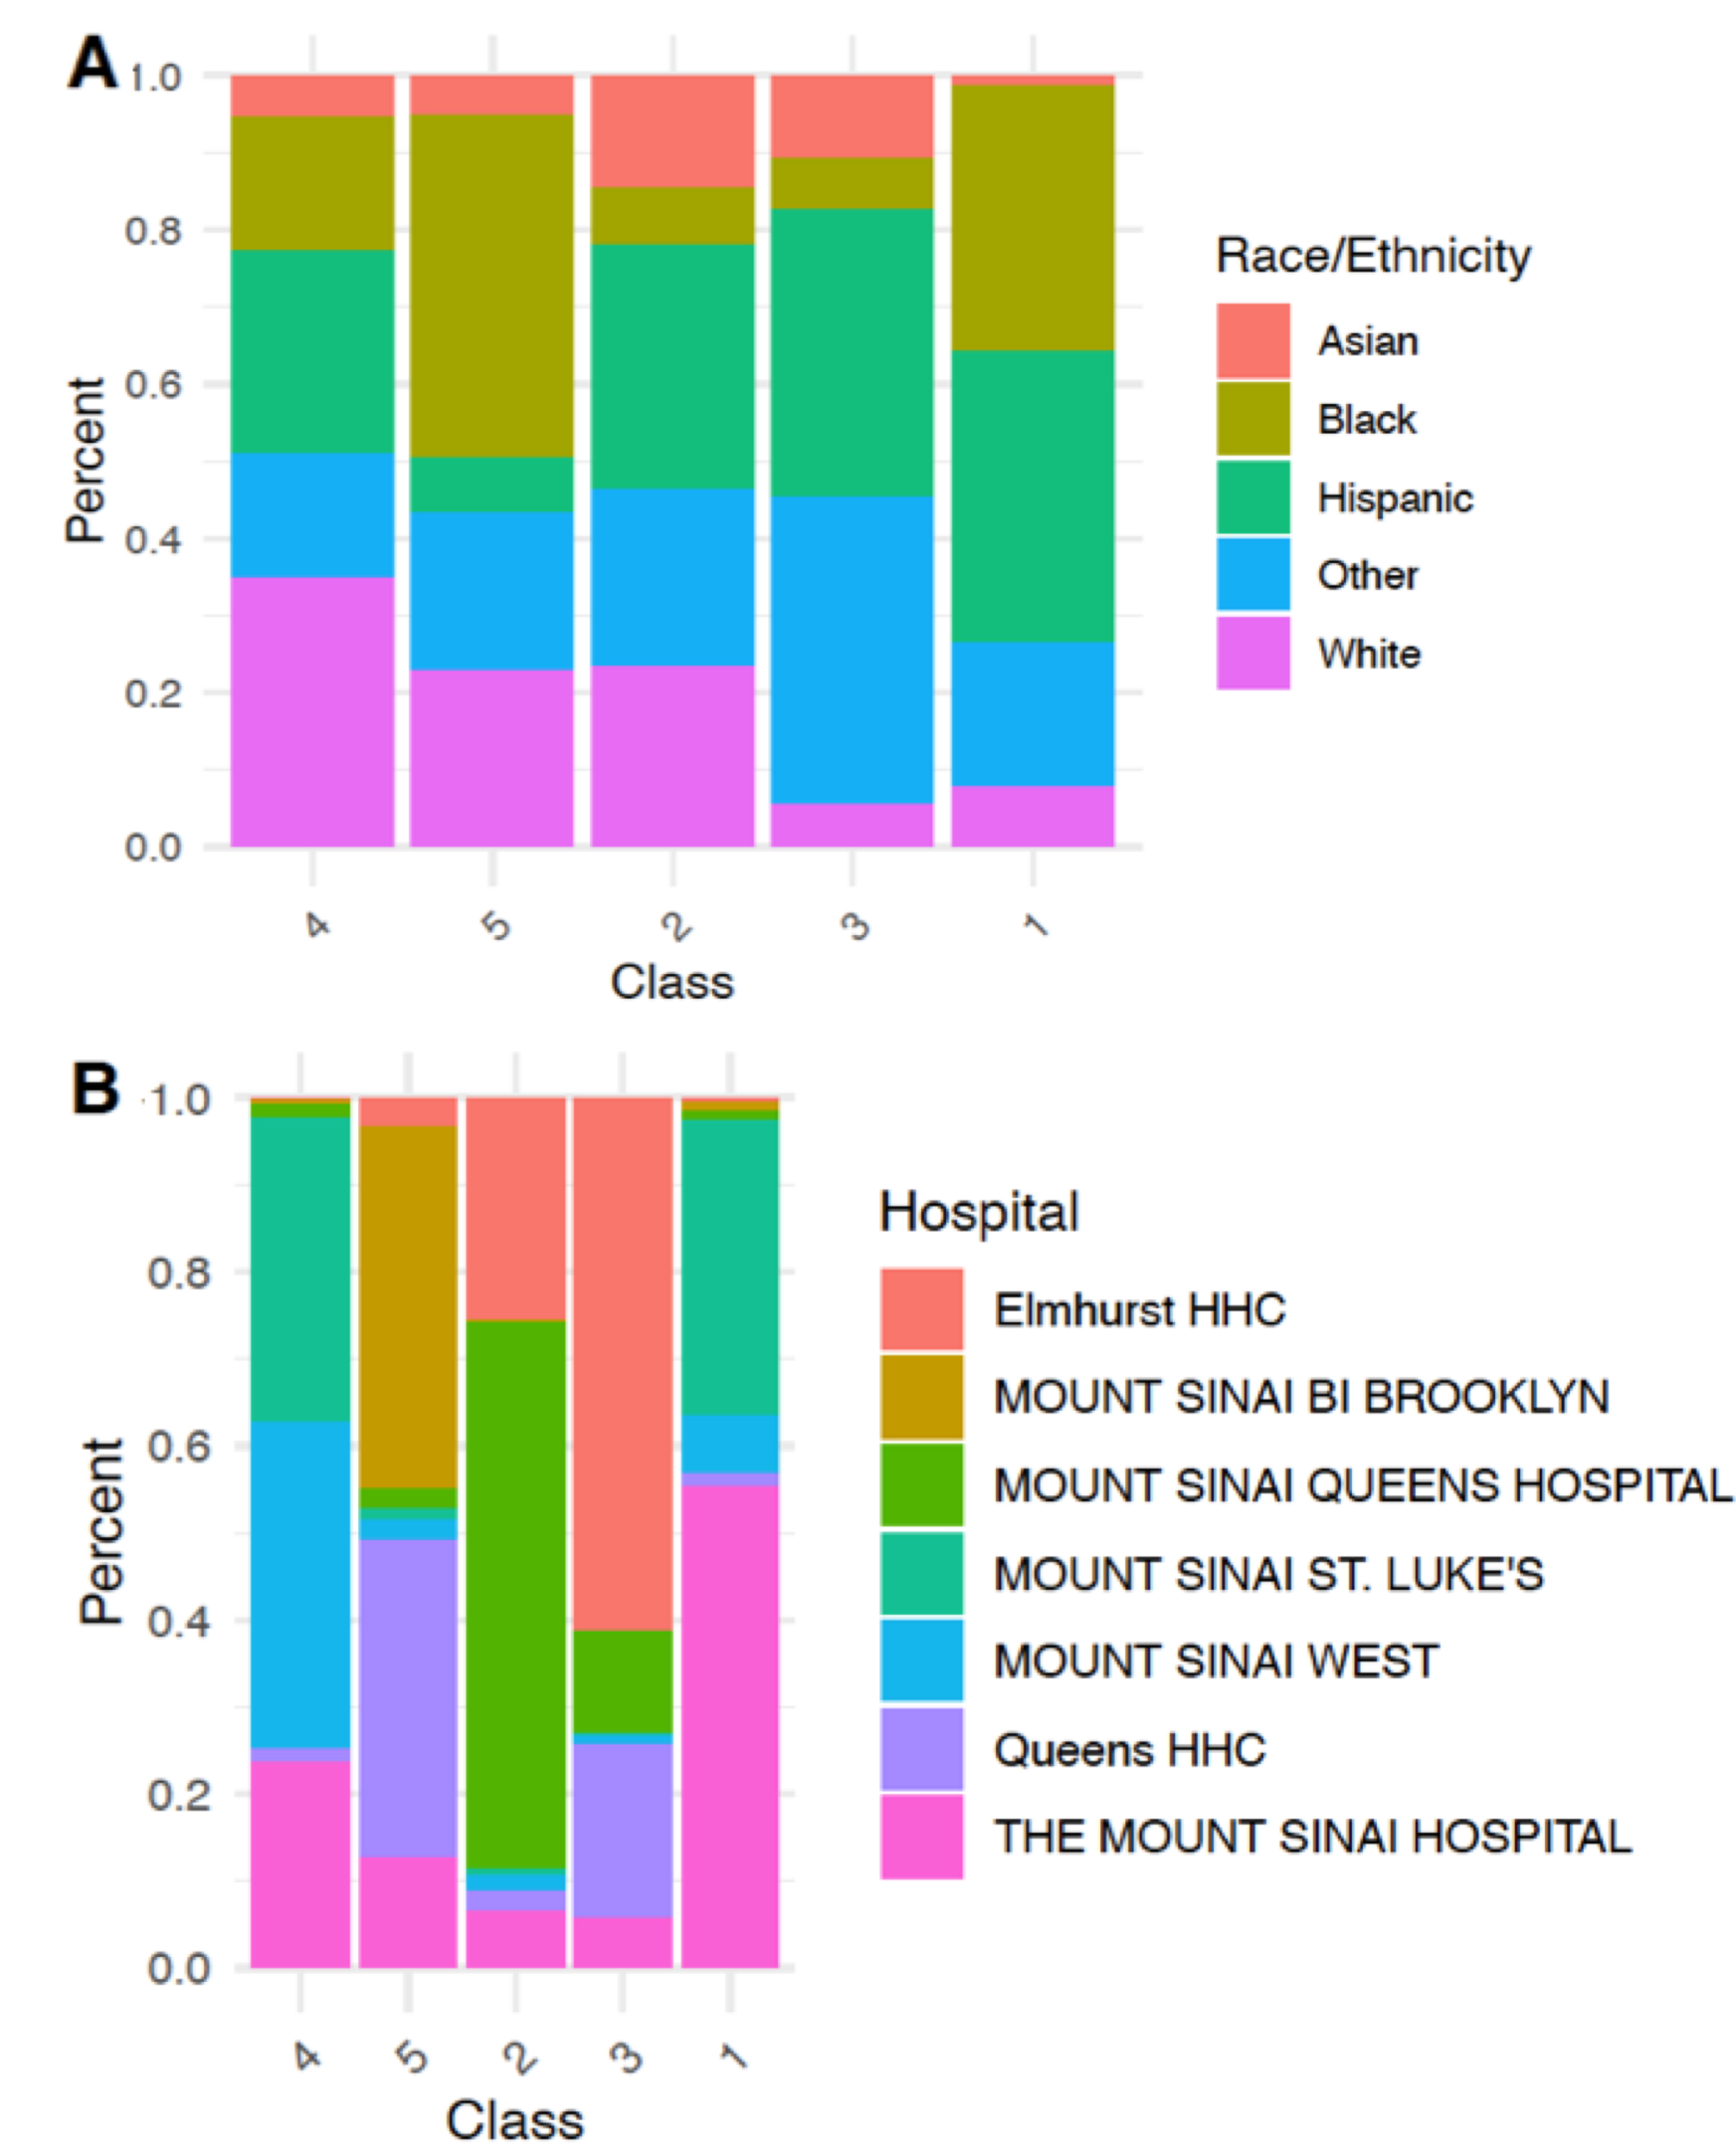 A
1.0
0.8
0.6
0.4
0.2
0.0
Percent
4 5 2 3 1
Class
Race/Ethnicity
Asian
Black
Hispanic
Other
White
B
1.0
0.8
0.6
0.4
0.2
0.0
Percent
4 5 2 3 1
Class
Hospital
Elmhurst HHC
MOUNT SINAI BI BROOKLYN
MOUNT SINAI QUEENS HOSPITAL
MOUNT SINAI ST. LUKE'S
MOUNT SINAI WEST
Queens HHC
THE MOUNT SINAI HOSPITAL